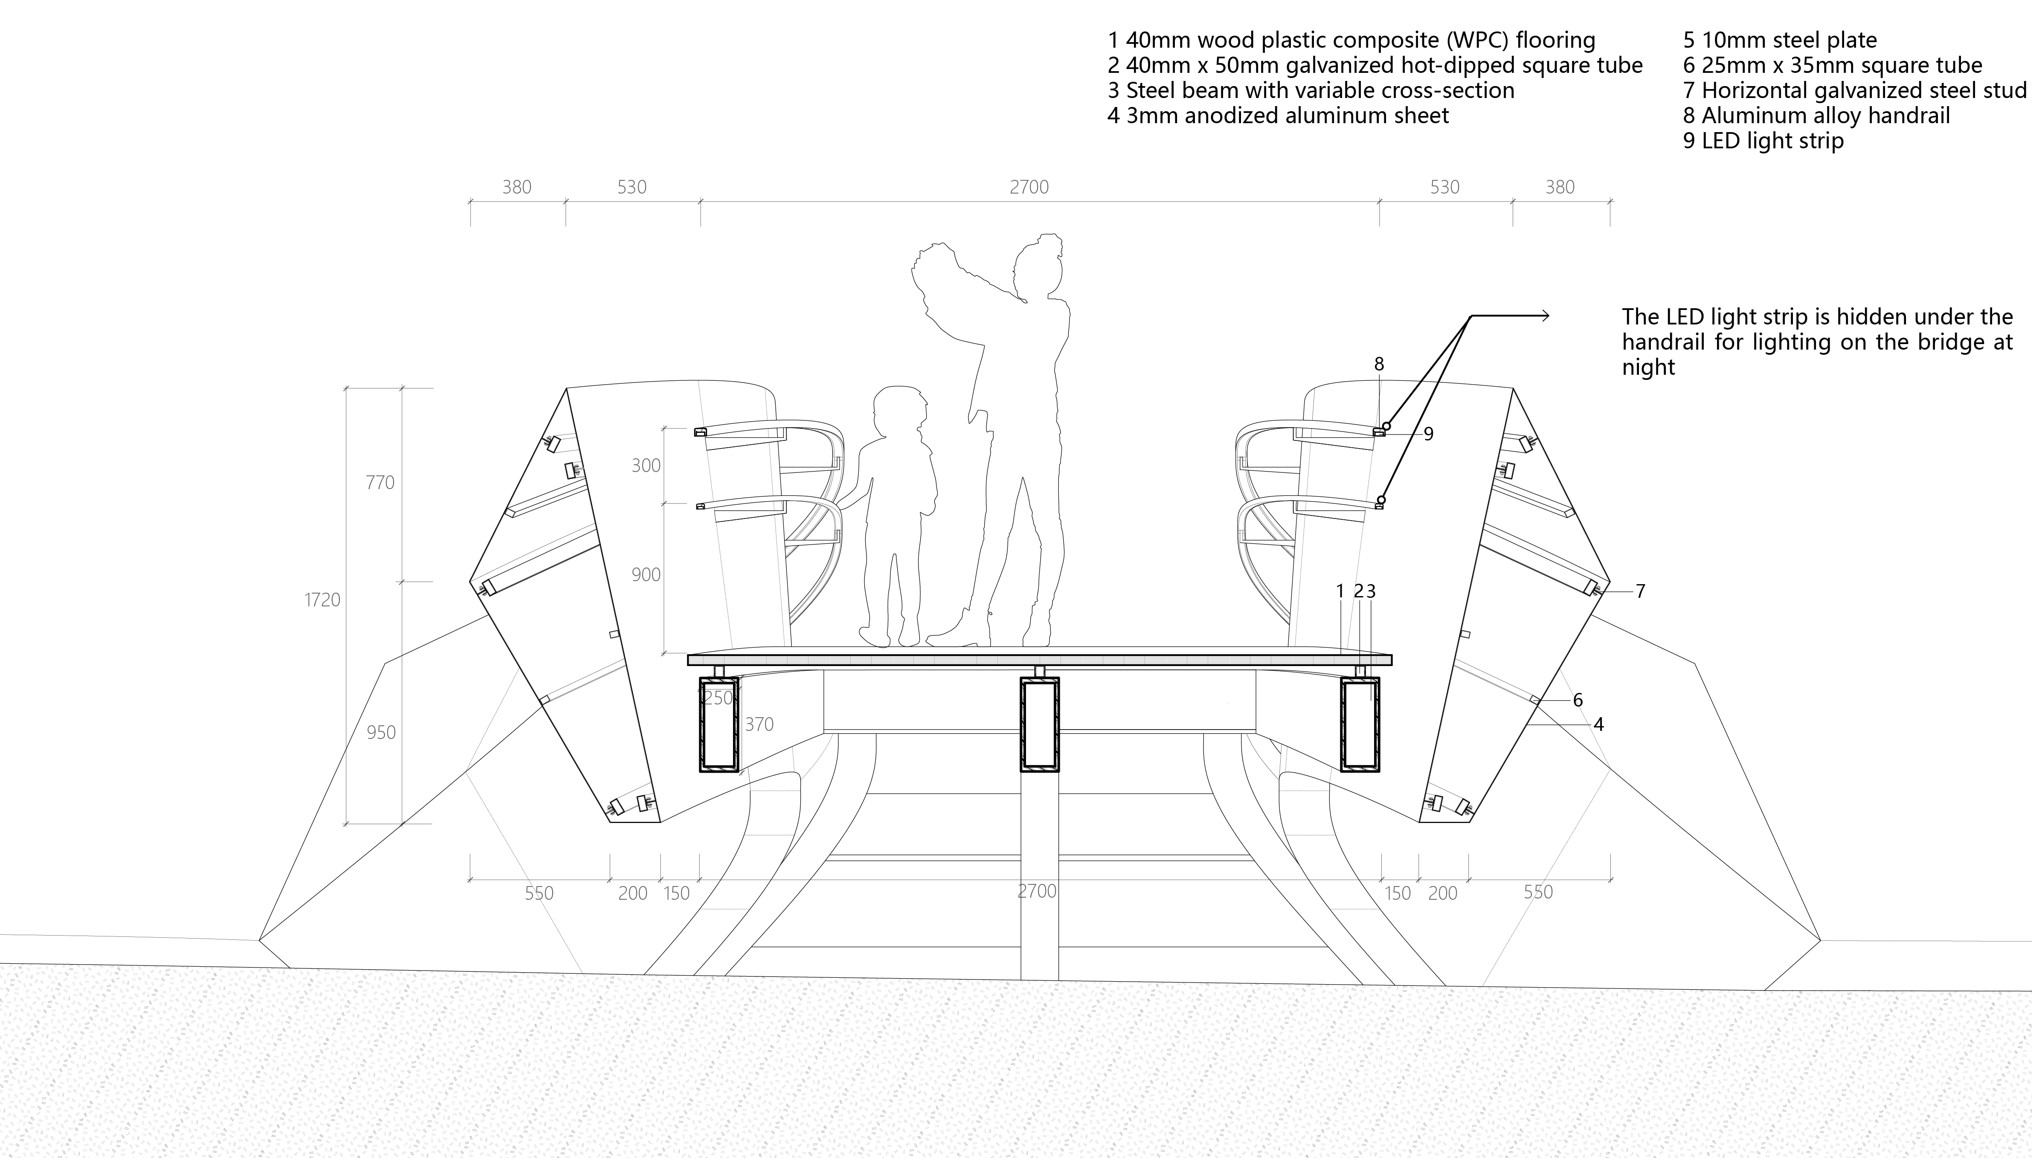 1 40mm wood plastic composite (WPC) flooring
2 40mm x 50mm galvanized hot-dipped square tube
3 Steel beam with variable cross-section
4 3mm anodized aluminum sheet
5 10mm steel plate
6 25mm x 35mm square tube
7 Horizontal galvanized steel stud
8 Aluminum alloy handrail
9 LED light strip
380 530 2700 530 380
The LED light strip is hidden under the
handrail for lighting on the bridge at
night
8
9
770
300
900
1720
1 2 3
7
250
6
370
4
950
550 200 150 2700 150 200 550